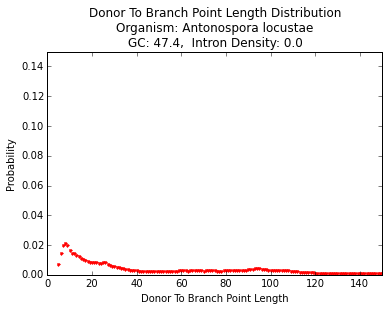 Donor To Branch Point Length Distribution
Organism: Antonospora locustae
GC: 47.4,  Intron Density: 0.0
0.14
0.12
0.10
0.08
0.06
0.04
0.02
0.00
Probability
0 20 40 60 80 100 120 140
Donor To Branch Point Length